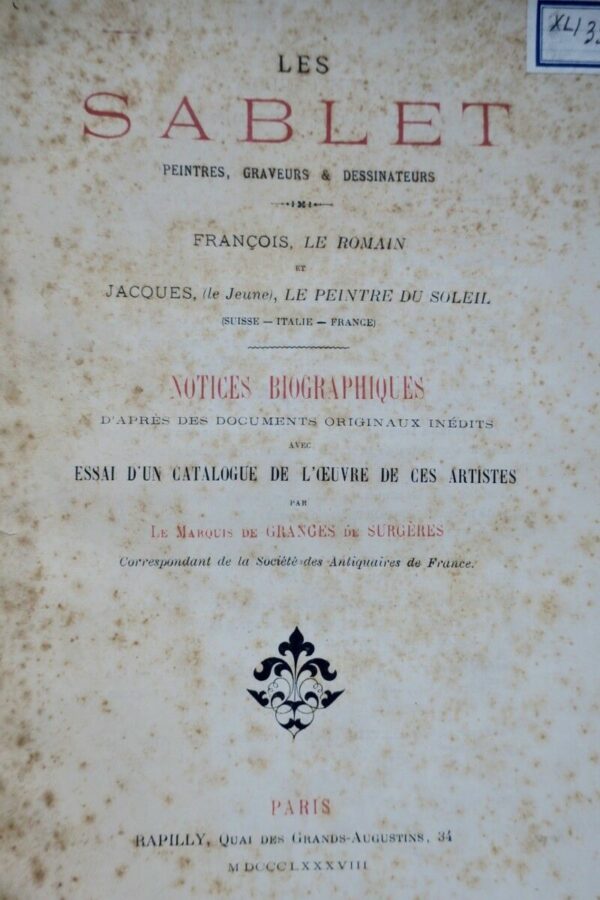 XLI 3
LES
SABLET
PEINTRES, GRAVEURS & DESSINATEURS
FRANÇOIS, LE ROMAIN
ET
JACQUES, (le Jeune), LE PEINTRE DU SOLEIL
(SUISSE — ITALIE — FRANCE)
NOTICES BIOGRAPHIQUES
D'APRÈS DES DOCUMENTS ORIGINAUX INÉDITS
AVEC
ESSAI D'UN CATALOGUE DE L'ŒUVRE DE CES ARTISTES
PAR
LE MARQUIS DE GRANGES DE SURGÈRES
Correspondant de la Société des Antiquaires de France.
PARIS
RAPILLY, QUAI DES GRANDS-AUGUSTINS, 34
MDCCCLXXXVIII